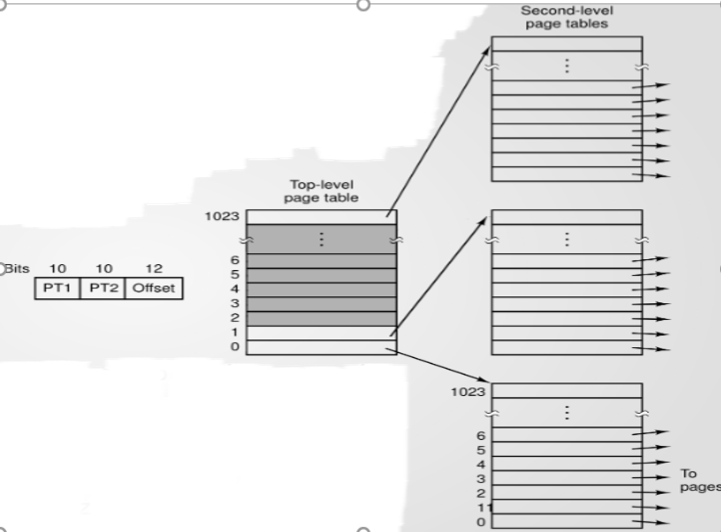 Second-level
page tables
Top-level
page table
1023
6
5
4
3
2
1
0
Bits 10 10 12
PT1 PT2 Offset
1023
6
5
4
3
2
11
0
To
pages